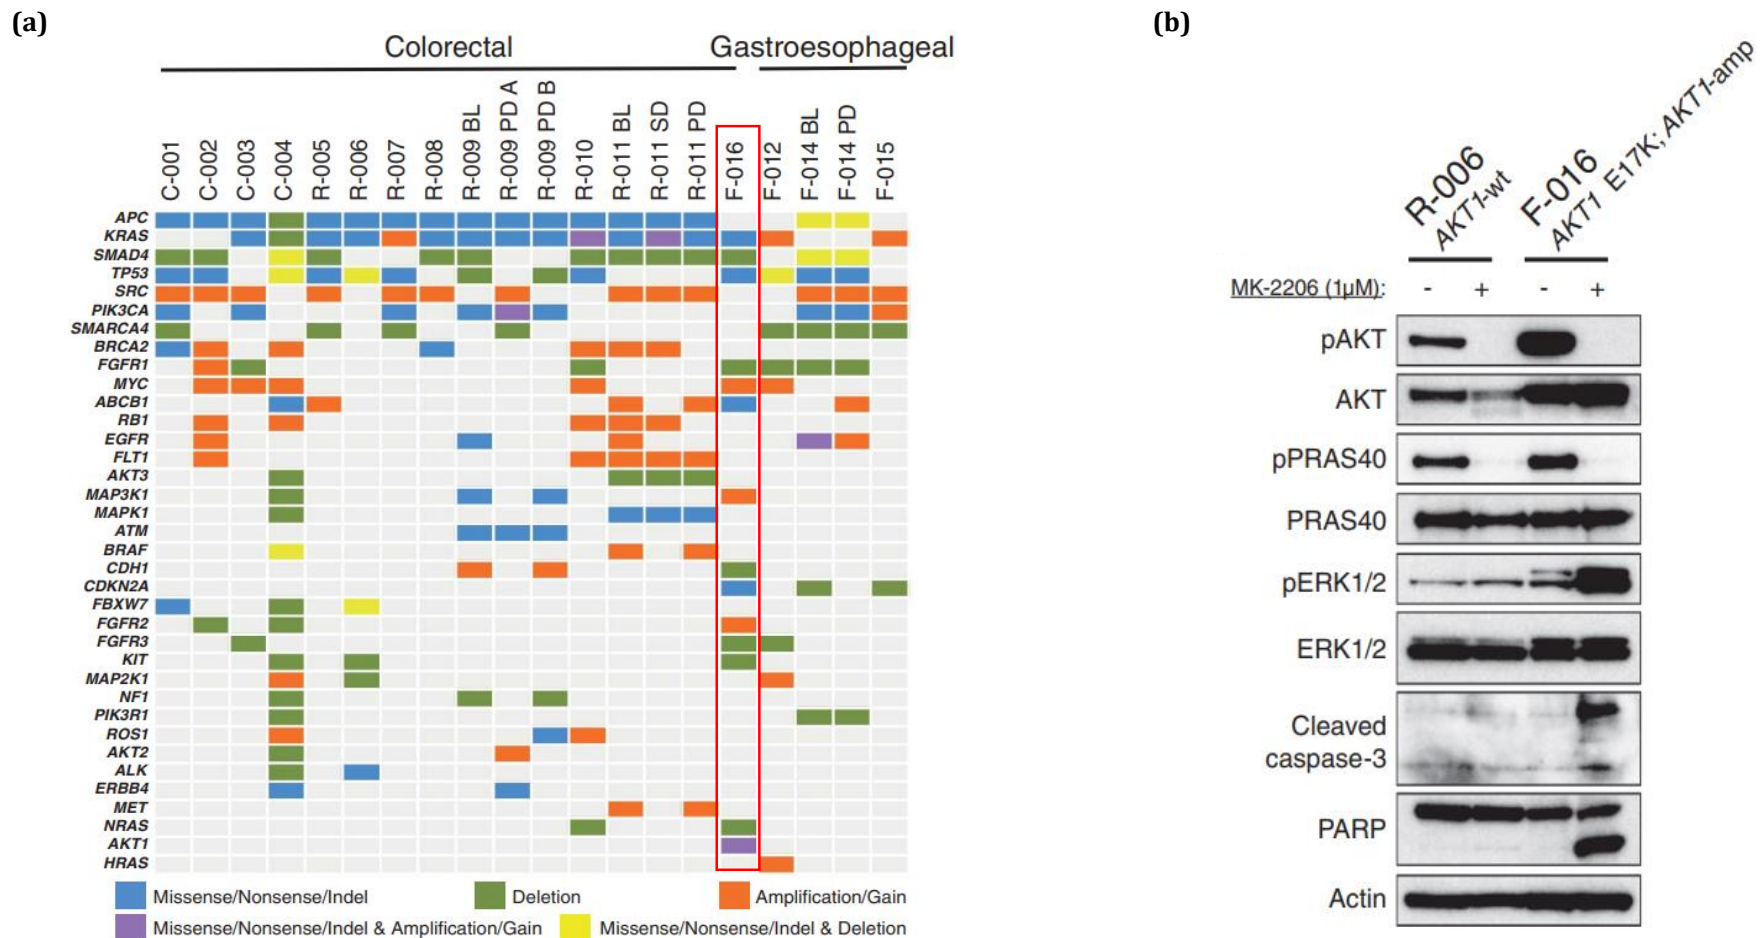 (a)
Colorectal
Gastroesophageal
C-001
C-002
C-003
C-004
R-005
R-006
R-007
R-008
R-009 BL
R-009 PD A
R-009 PD B
R-010
R-011 BL
R-011 SD
R-011 PD
F-016
F-012
F-014 BL
F-014 PD
F-015
APC
KRAS
SMAD4
TP53
SRC
PIK3CA
SMARCA4
BRCA2
FGFR1
MYC
ABCB1
RB1
EGFR
FLT1
AKT3
MAP3K1
MAPK1
ATM
BRAF
CDH1
CDKN2A
FBXW7
FGFR2
FGFR3
KIT
MAP2K1
NF1
PIK3R1
ROS1
AKT2
ALK
ERBB4
MET
NRAS
AKT1
HRAS
Missense/Nonsense/Indel
Deletion
Amplification/Gain
Missense/Nonsense/Indel & Amplification/Gain
Missense/Nonsense/Indel & Deletion
(b)
R-006
AKT1-wt
F-016
AKT1 E17K; AKT1-amp
MK-2206 (1µM): - + - +
pAKT
AKT
pPRAS40
PRAS40
pERK1/2
ERK1/2
Cleaved
caspase-3
PARP
Actin